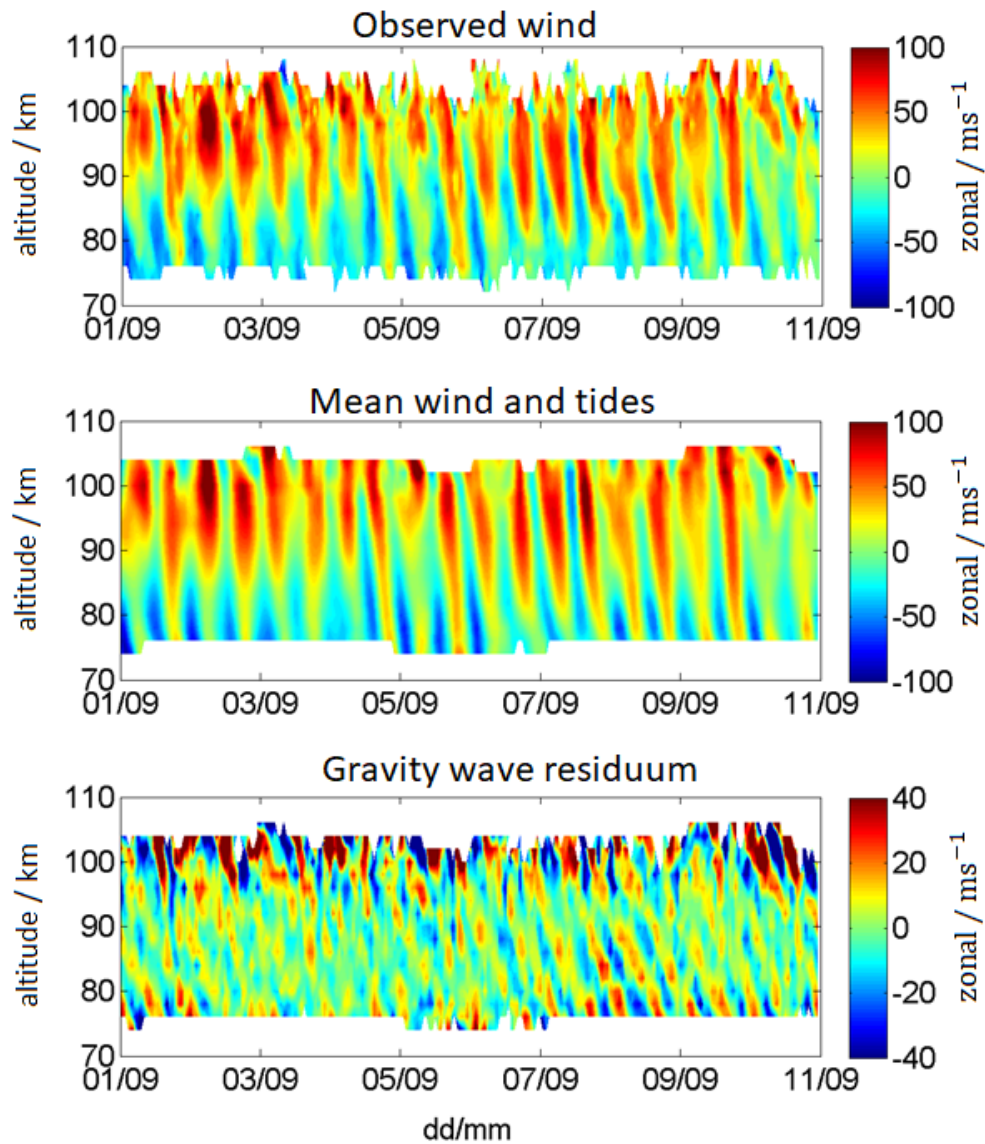 Observed wind
110
100
90
80
70
altitude / km
01/09 03/09 05/09 07/09 09/09 11/09
100
50
0
-50
-100
zonal / ms⁻¹
Mean wind and tides
110
100
90
80
70
altitude / km
01/09 03/09 05/09 07/09 09/09 11/09
100
50
0
-50
-100
zonal / ms⁻¹
Gravity wave residuum
110
100
90
80
70
altitude / km
01/09 03/09 05/09 07/09 09/09 11/09
40
20
0
-20
-40
zonal / ms⁻¹
dd/mm